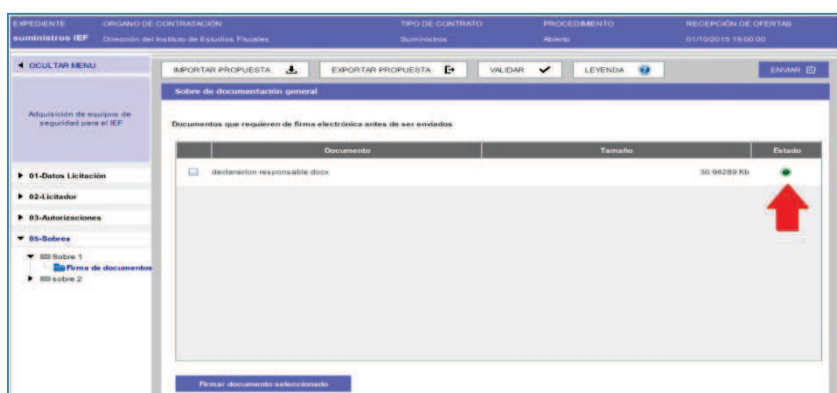 EXPEDIENTE ORGANO DE CONTRATACIÓN TIPO DE CONTRATO PROCEDIMIENTO RECEPCIÓN DE OFERTAS
suministros IEF Dirección del Instituto de Estudios Fiscales Suministros Abierto 01/10/2015 19:00:00
OCULTAR MENU
IMPORTAR PROPUESTA EXPORTAR PROPUESTA VALIDAR LEYENDA ENVIAR
Sobre de documentación general
Adquisición de equipos de
seguridad para el IEF
Documentos que requieren de firma electrónica antes de ser enviados
Documento Tamaño Estado
declaracion responsable.docx 30.96289 Kb
01-Datos Licitación
02-Licitador
03-Autorizaciones
05-Sobres
Sobre 1
Firma de documentos
sobre 2
Firmar documento seleccionado